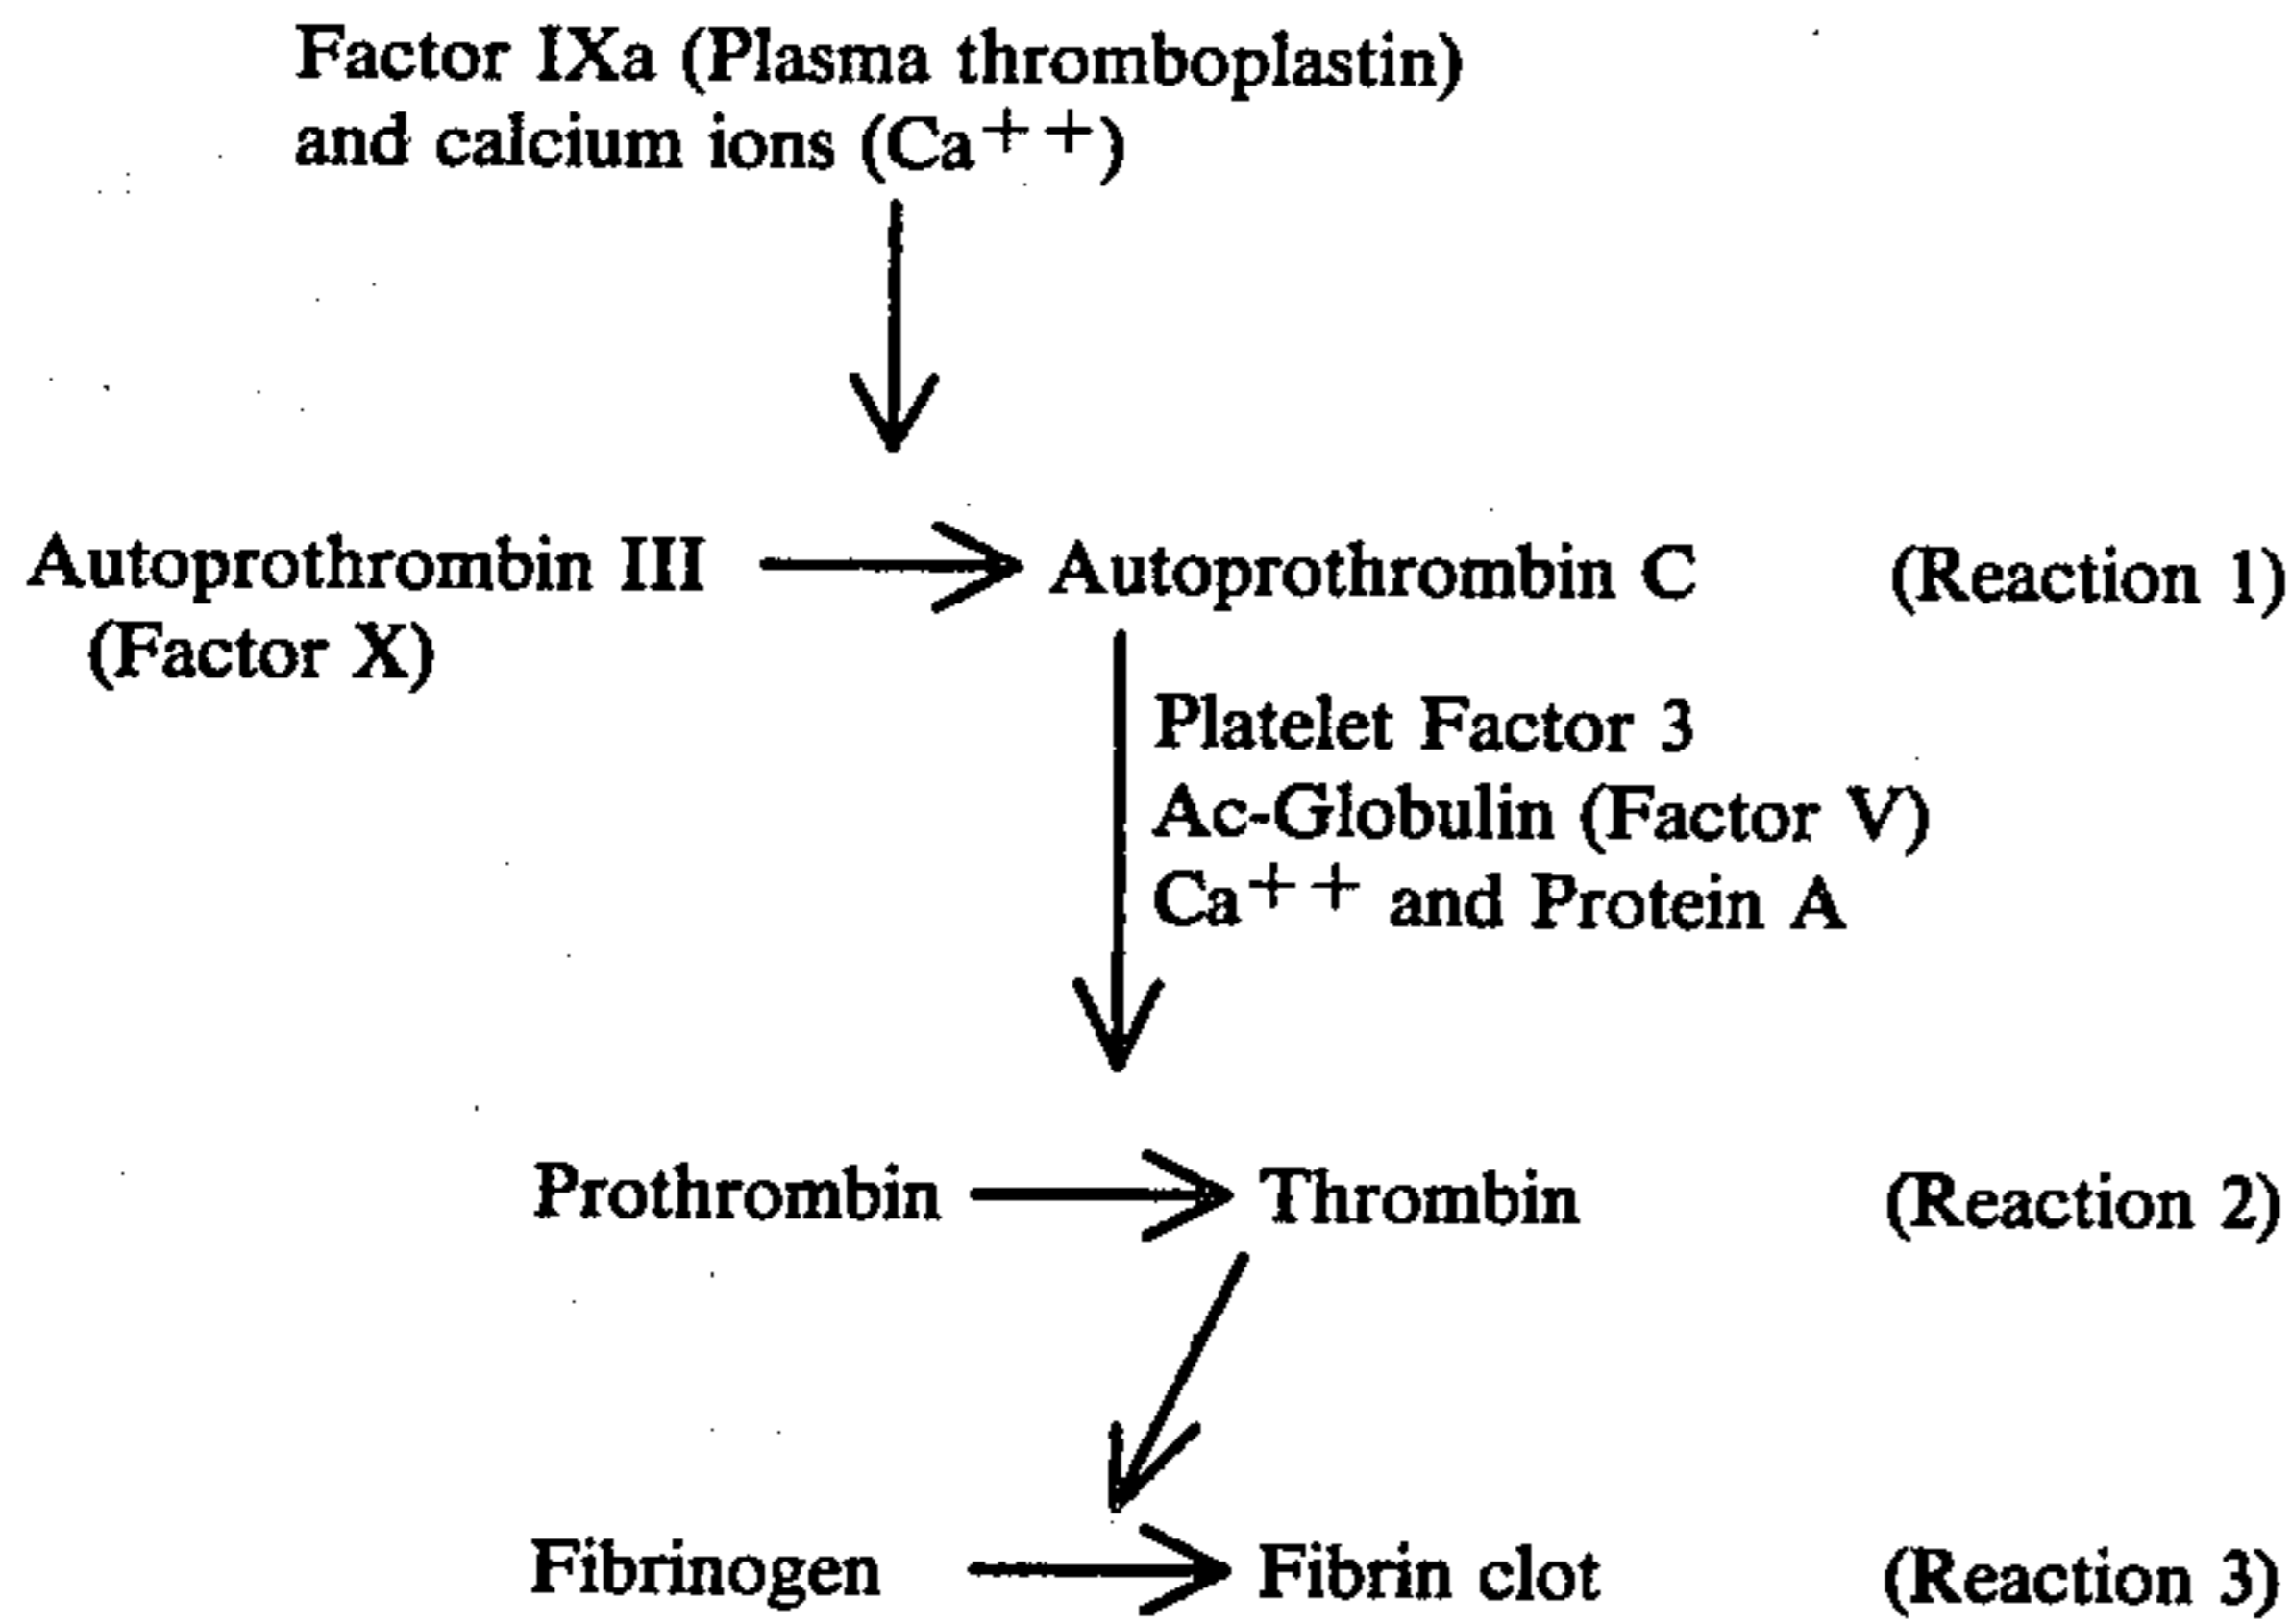 Factor IXa (Plasma thromboplastin)
and calcium ions (Ca++)
Autoprothrombin III
(Factor X)
Autoprothrombin C
(Reaction 1)
Platelet Factor 3
Ac-Globulin (Factor V)
Ca++ and Protein A
Prothrombin
Thrombin
(Reaction 2)
Fibrinogen
Fibrin clot
(Reaction 3)